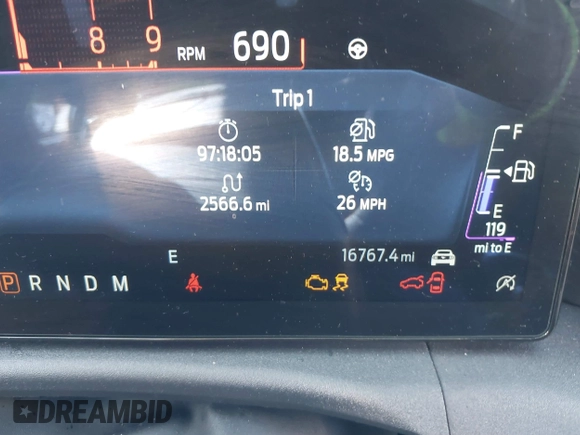 8 9 RPM 690
Trip 1
97:18:05 18.5 MPG
2566.6 mi 26 MPH
F
E
119
mi to E
E 16767.4 mi
P R N D M
DREAMBID